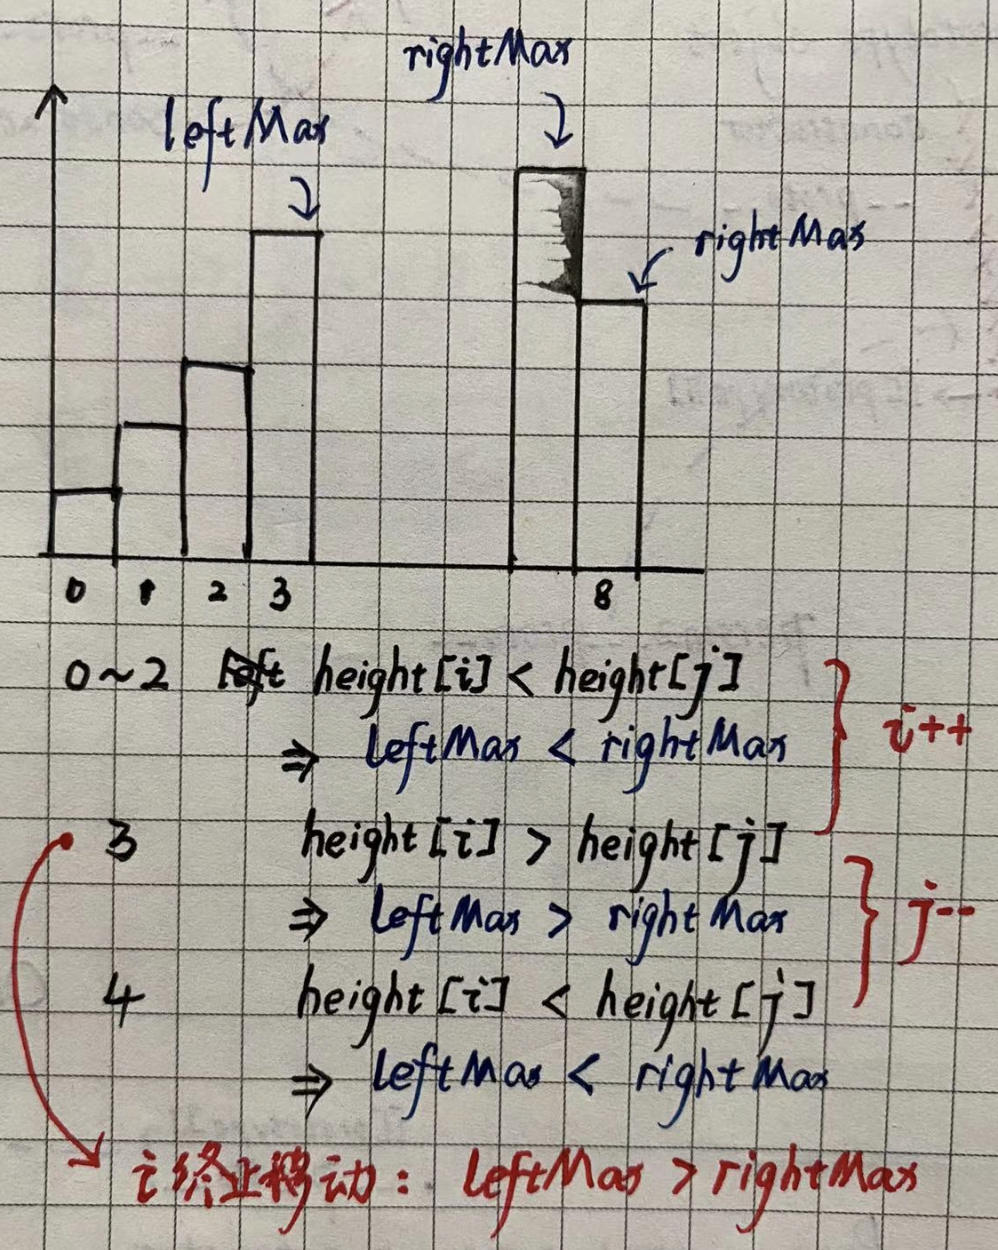 rightMax
leftMax
rightMax
0 1 2 3 8
0~2 height[i] < height[j]
⇒ leftMax < rightMax
i++
3 height[i] > height[j]
⇒ leftMax > rightMax
j--
4 height[i] < height[j]
⇒ leftMax < rightMax
i终止移动: leftMax > rightMax